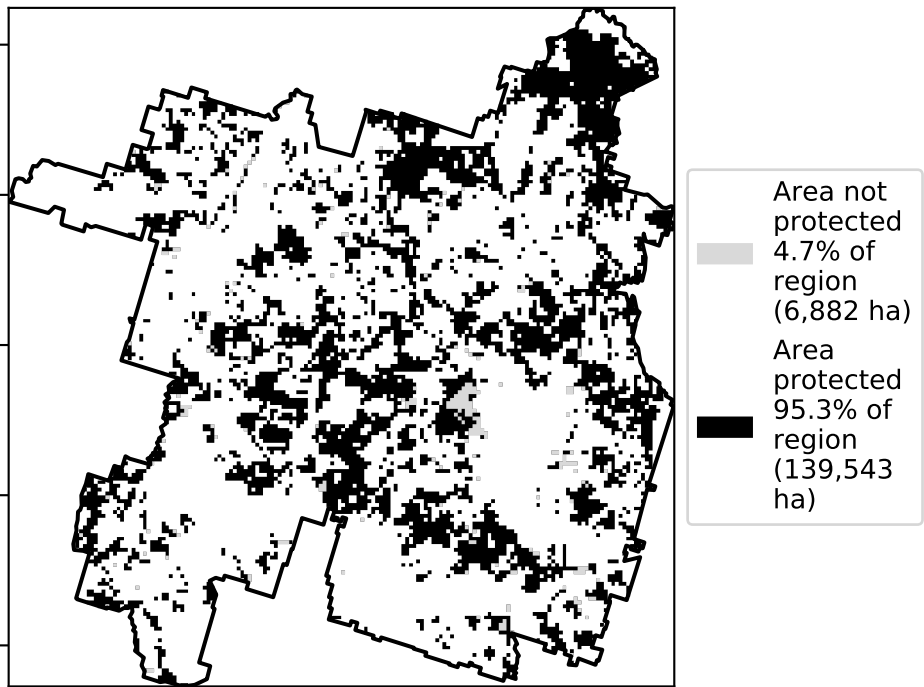 Area not
protected
4.7% of
region
(6,882 ha)
Area
protected
95.3% of
region
(139,543
ha)